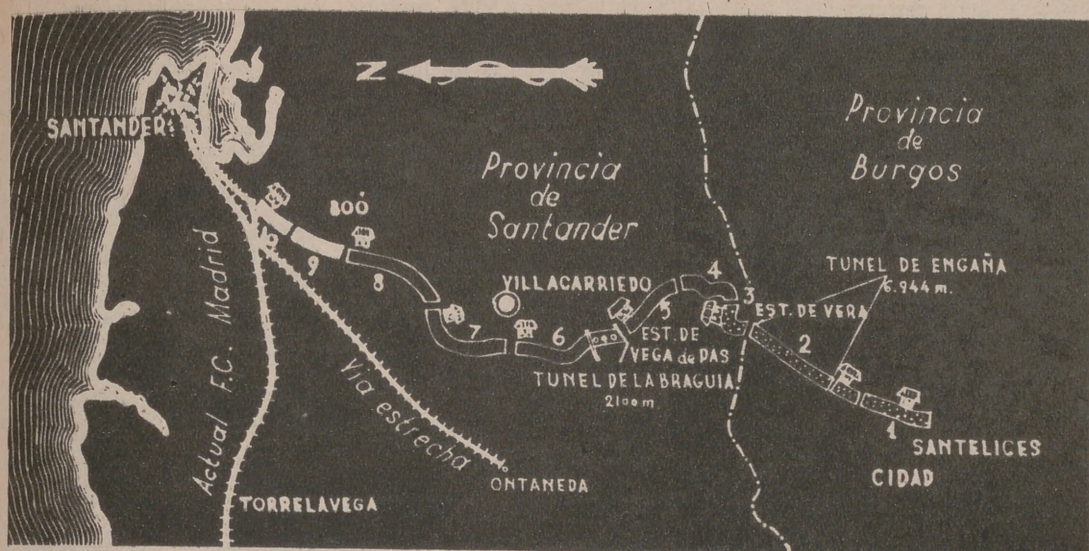 N
SANTANDER
Provincia
de
Santander
Provincia
de
Burgos
BOÓ
10
9
8
7
VILLACARRIEDO
6
5
4
3
EST. DE
VEGA de PAS
TUNEL DE LA BRAGUIA
2100 m
TUNEL DE ENGAÑA
6.944 m.
EST. DE VERA
2
1
SANTELICES
CIDAD
Actual F.C. Madrid
Via estrecha
ONTANEDA
TORRELAVEGA